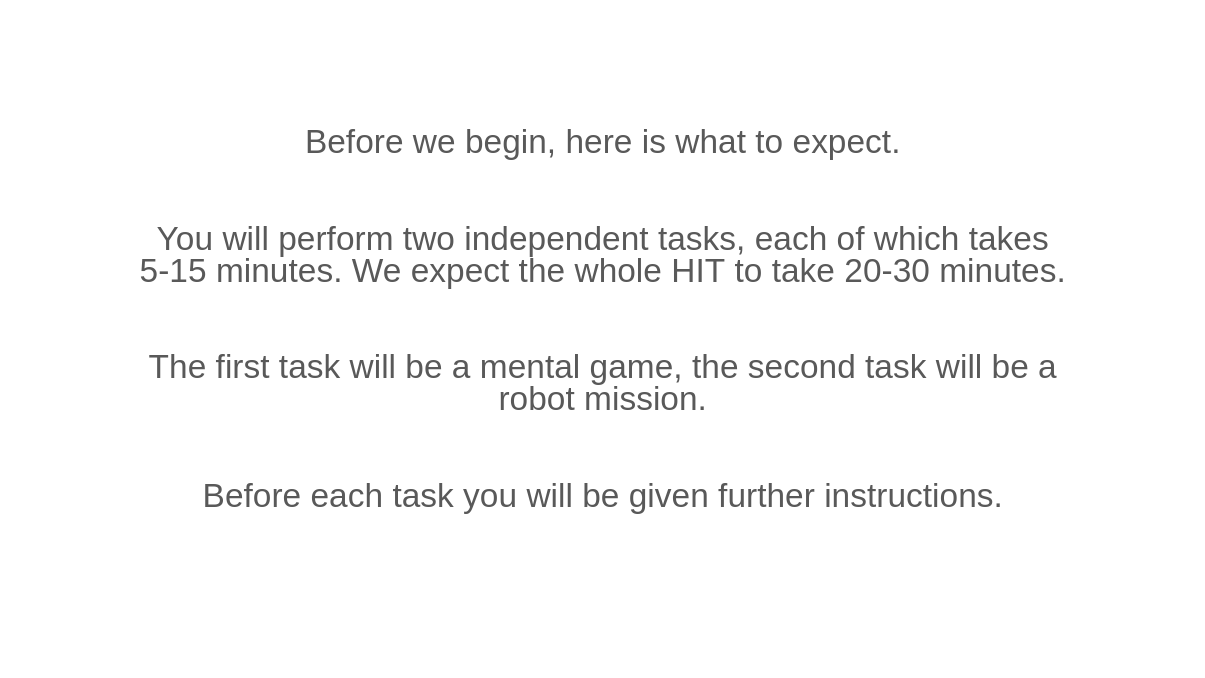 Before we begin, here is what to expect.
You will perform two independent tasks, each of which takes
5-15 minutes. We expect the whole HIT to take 20-30 minutes.
The first task will be a mental game, the second task will be a
robot mission.
Before each task you will be given further instructions.